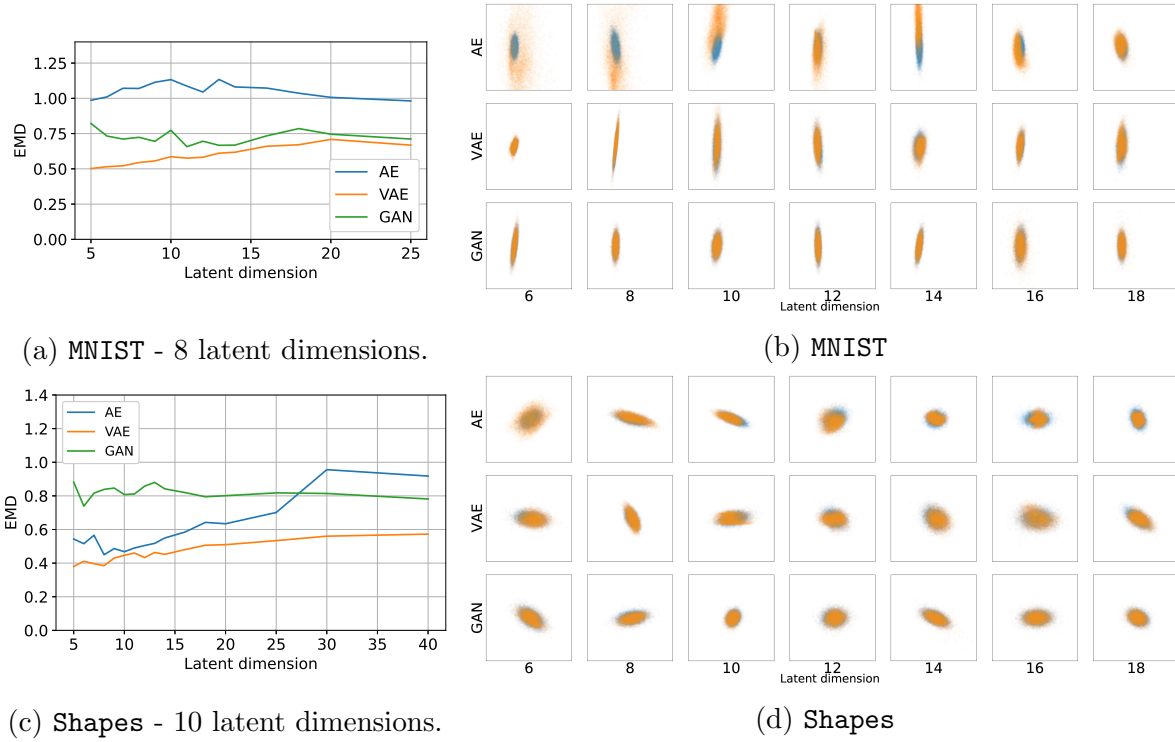 1.25
1.00
0.75
0.50
0.25
0.00
EMD
AE
VAE
GAN
5 10 15 20 25
Latent dimension
(a) MNIST - 8 latent dimensions.
AE
VAE
GAN
6 8 10 12 14 16 18
Latent dimension
(b) MNIST
1.4
1.2
1.0
0.8
0.6
0.4
0.2
0.0
EMD
AE
VAE
GAN
5 10 15 20 25 30 35 40
Latent dimension
(c) Shapes - 10 latent dimensions.
AE
VAE
GAN
6 8 10 12 14 16 18
Latent dimension
(d) Shapes